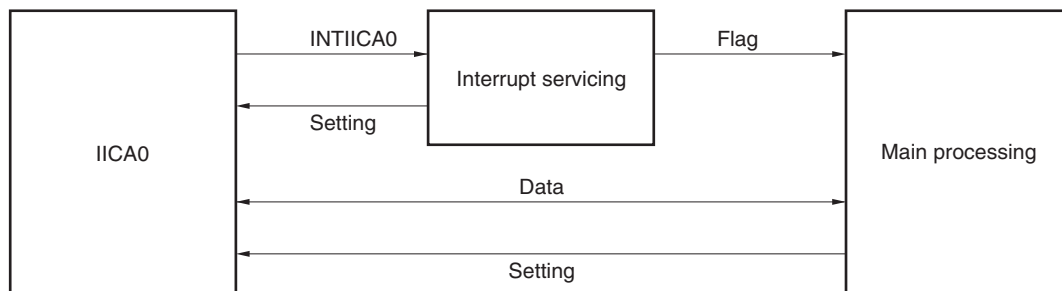 INTIICA0
Flag
Interrupt servicing
Setting
IICA0
Main processing
Data
Setting